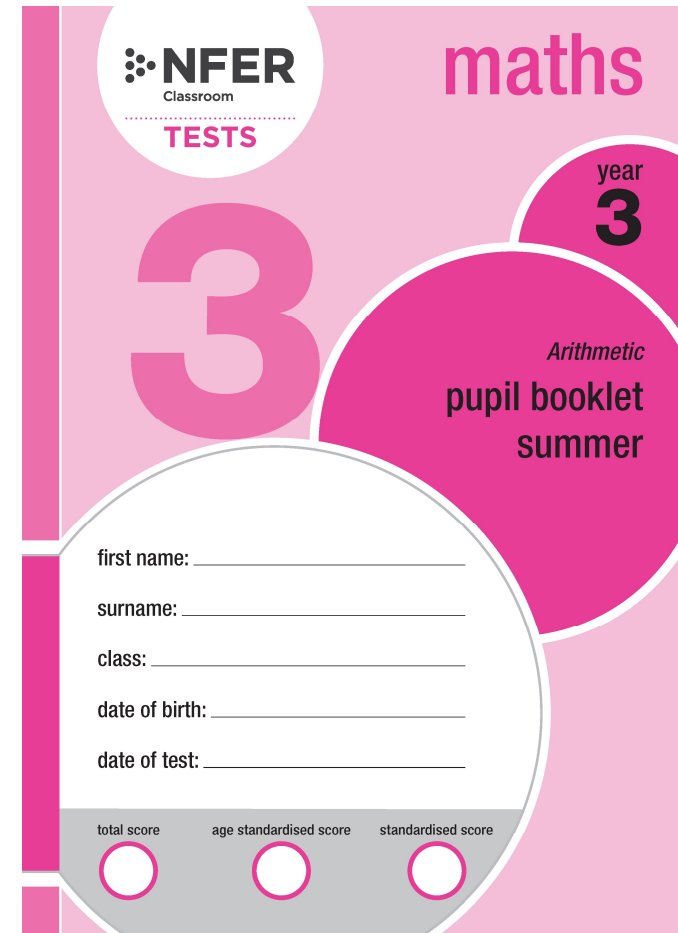 NFER
Classroom
TESTS
maths
year
3
3
Arithmetic
pupil booklet
summer
first name:
surname:
class:
date of birth:
date of test:
total score age standardised score standardised score